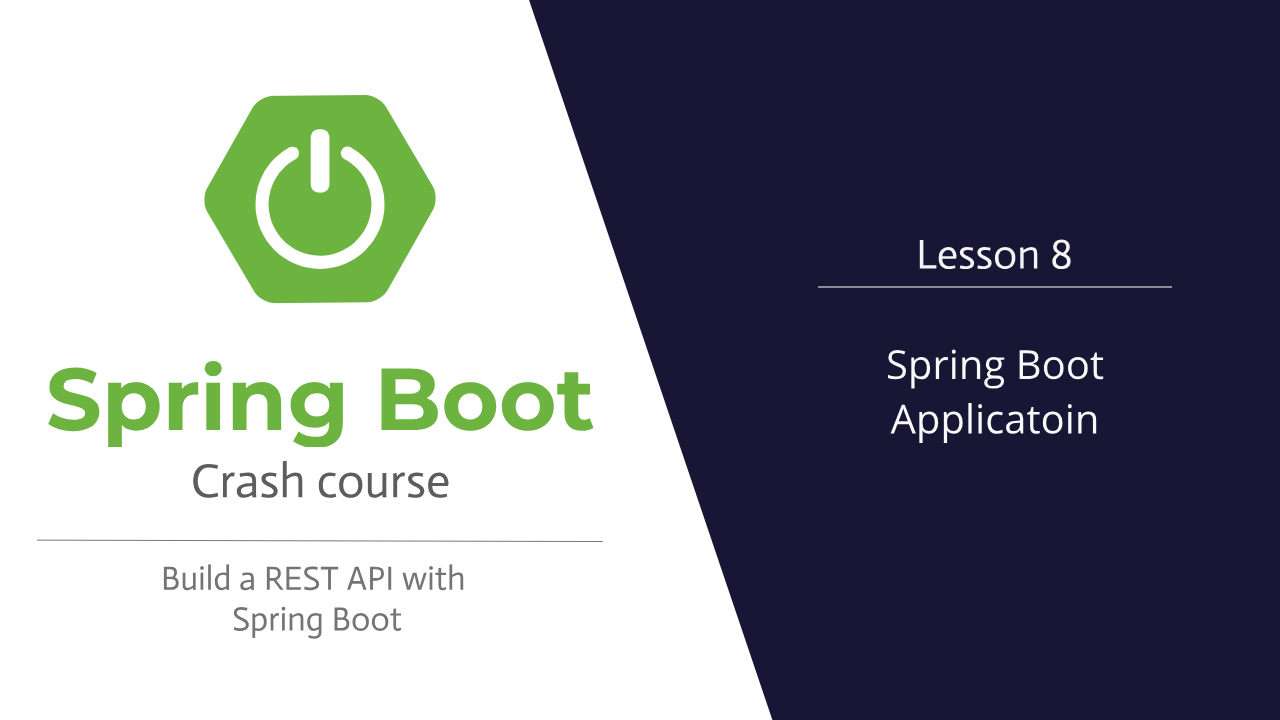 Spring Boot
Crash course
Build a REST API with
Spring Boot
Lesson 8
Spring Boot
Applicatoin